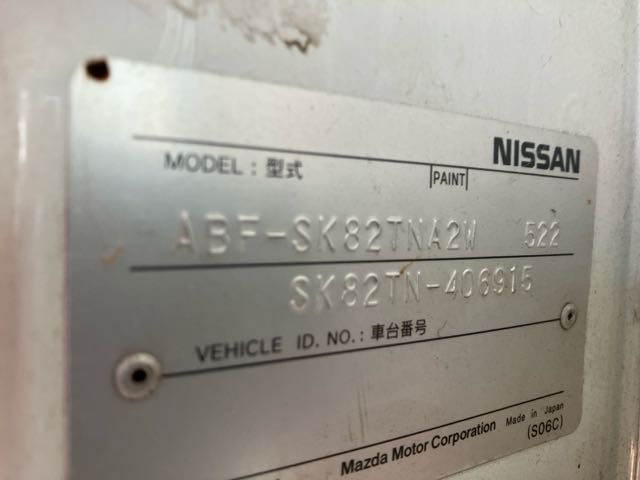 NISSAN
MODEL : 型式 PAINT
ABF-SK82TNA2W 522
SK82TN-406915
VEHICLE ID. NO. : 車台番号
Mazda Motor Corporation Made in Japan
(S06C)